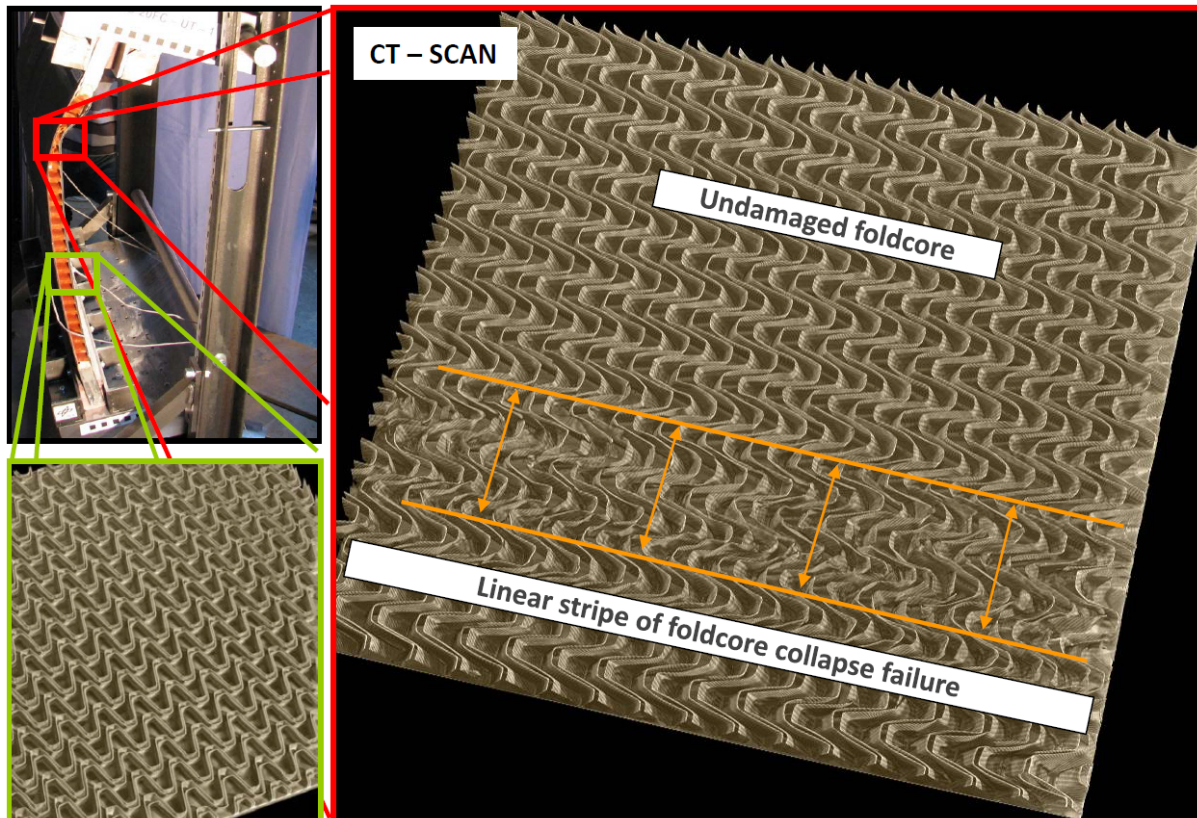 CT – SCAN
Undamaged foldcore
Linear stripe of foldcore collapse failure